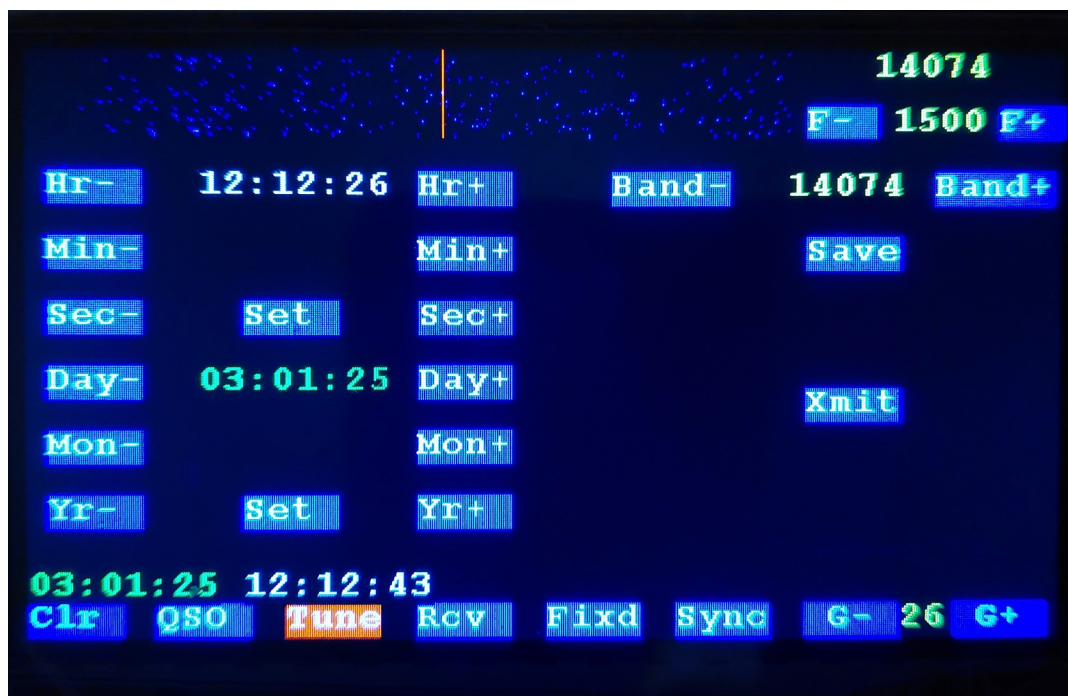 14074
F- 1500 F+
Hr- 12:12:26 Hr+ Band- 14074 Band+
Min- Min+ Save
Sec- Set Sec+
Day- 03:01:25 Day+
Xmit
Mon- Mon+
Yr- Set Yr+
03:01:25 12:12:43
Clr QSO Tune Rcv Fixd Sync G- 26 G+